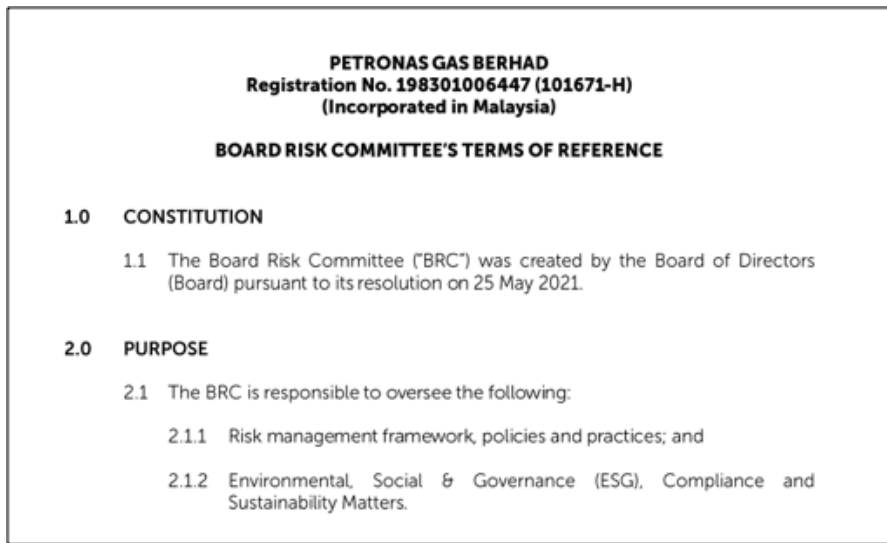 PETRONAS GAS BERHAD
Registration No. 198301006447 (101671-H)
(Incorporated in Malaysia)
BOARD RISK COMMITTEE'S TERMS OF REFERENCE
1.0 CONSTITUTION
1.1 The Board Risk Committee ("BRC") was created by the Board of Directors
(Board) pursuant to its resolution on 25 May 2021.
2.0 PURPOSE
2.1 The BRC is responsible to oversee the following:
2.1.1 Risk management framework, policies and practices; and
2.1.2 Environmental, Social & Governance (ESG), Compliance and
Sustainability Matters.